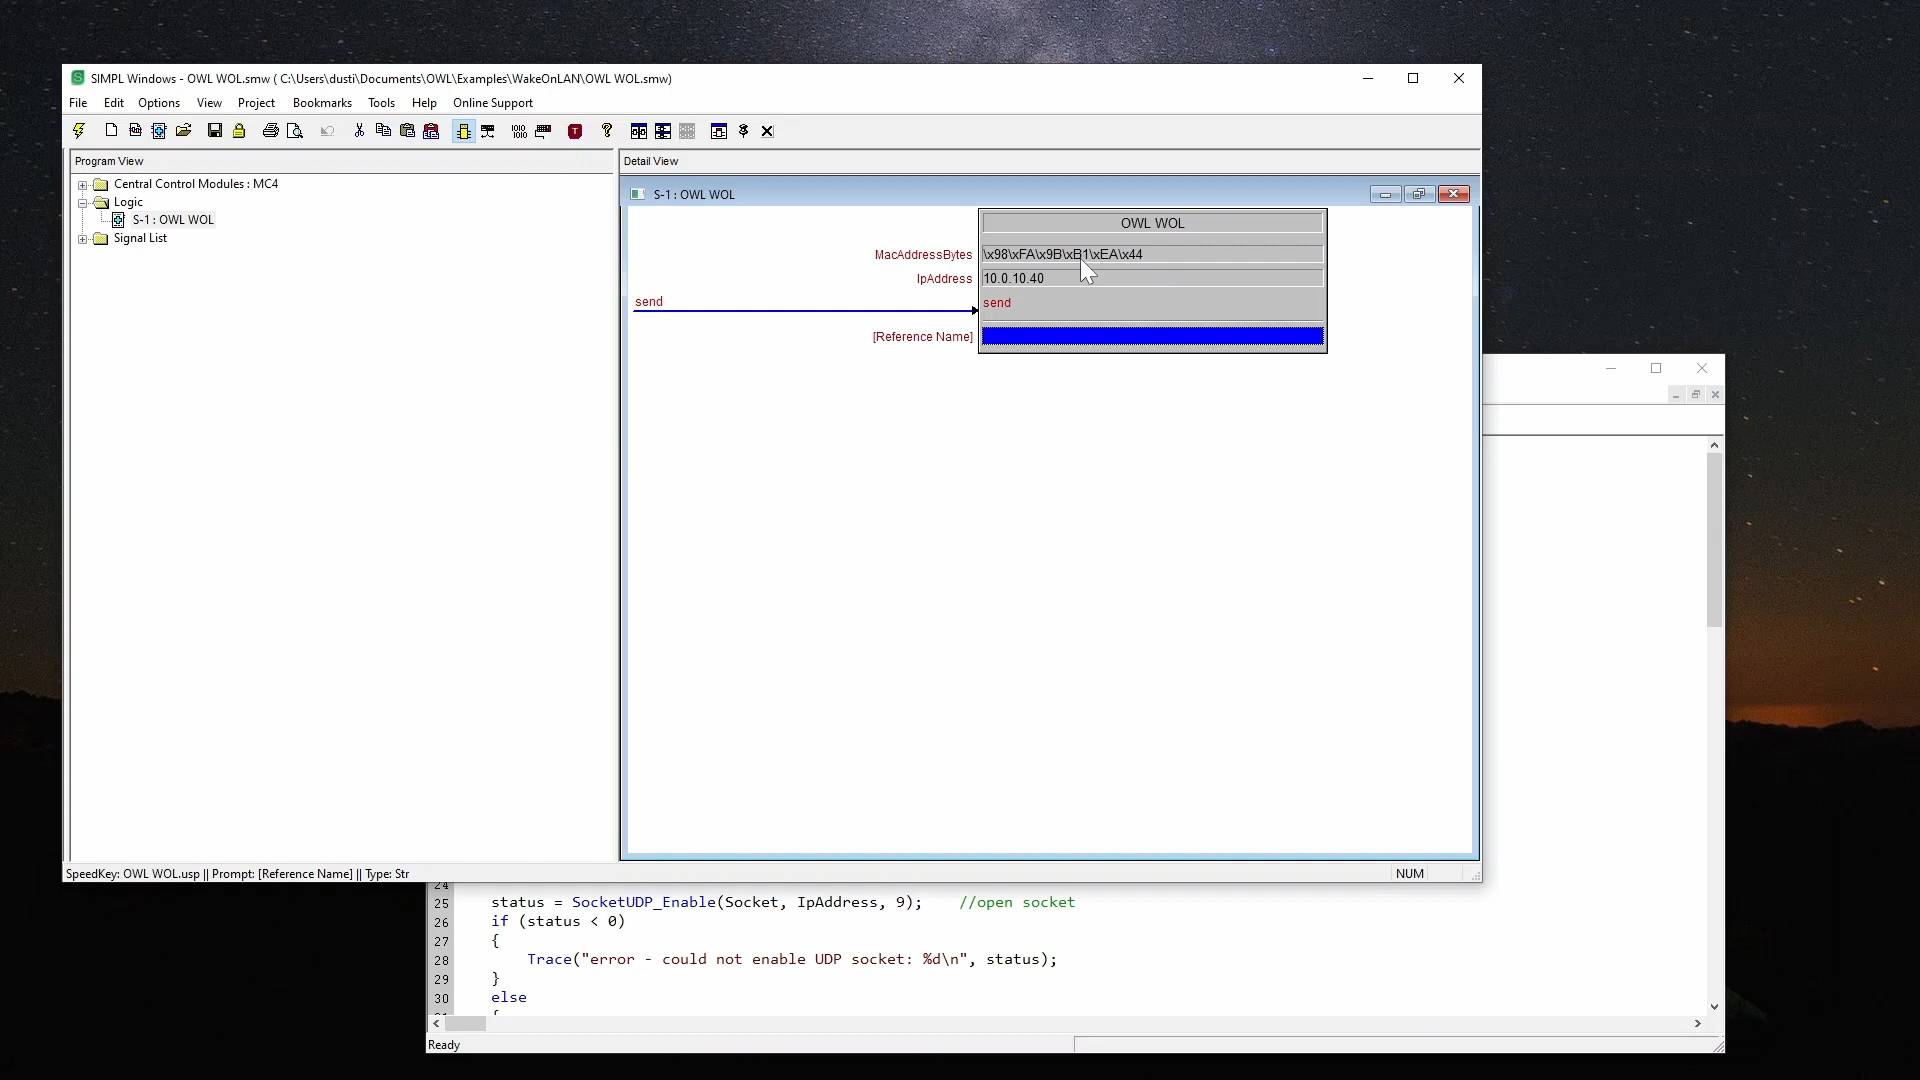 SIMPL Windows - OWL WOL.smw ( C:\Users\dusti\Documents\OWL\Examples\WakeOnLAN\OWL WOL.smw)
File Edit Options View Project Bookmarks Tools Help Online Support
Program View
Detail View
Central Control Modules : MC4
Logic
S-1 : OWL WOL
Signal List
S-1 : OWL WOL
OWL WOL
MacAddressBytes \x98\xFA\x9B\xB1\xEA\x44
IpAddress 10.0.10.40
send send
[Reference Name]
SpeedKey: OWL WOL.usp || Prompt: [Reference Name] || Type: Str
NUM
24
25 status = SocketUDP_Enable(Socket, IpAddress, 9); //open socket
26 if (status < 0)
27 {
28 Trace("error - could not enable UDP socket: %d\n", status);
29 }
30 else
{
Ready